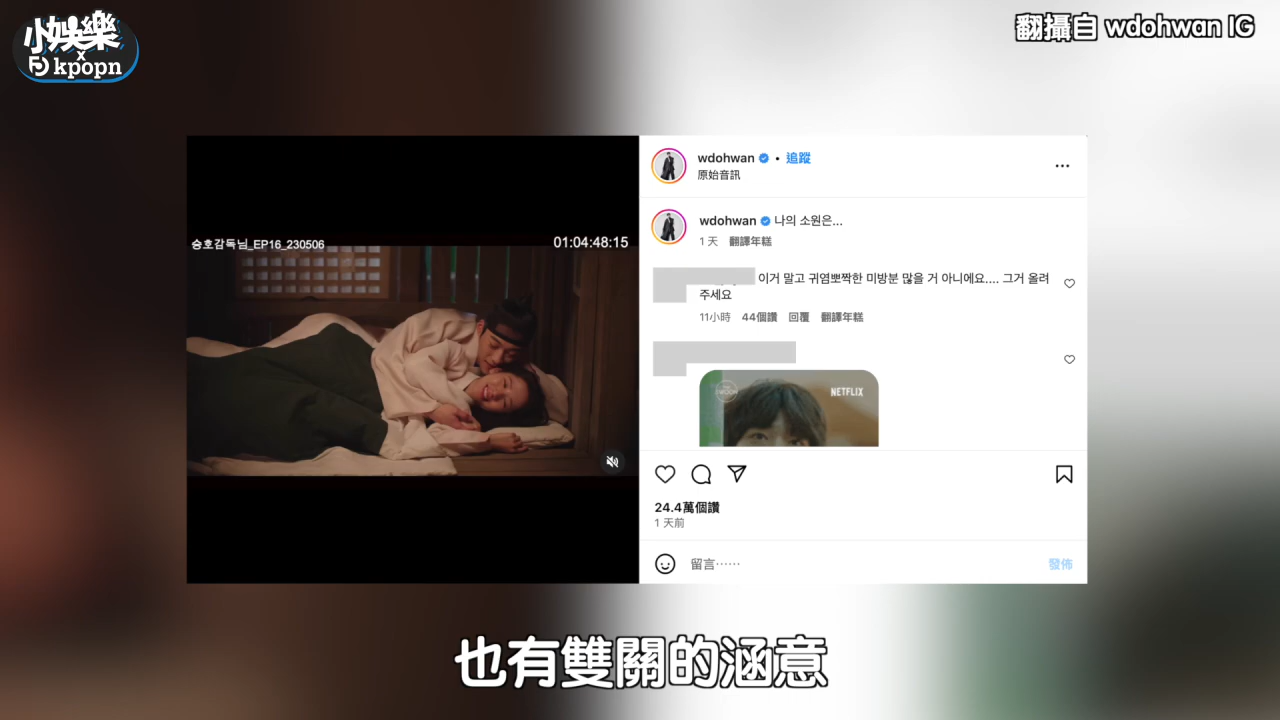 小娛樂
x
kpopn
翻攝自 wdohwan IG
승호감독님_EP16_230506
01:04:48:15
wdohwan • 追蹤
原始音訊
wdohwan 나의 소원은...
1 天 翻譯年糕
이거 말고 귀염뽀짝한 미방분 많을 거 아니에요.... 그거 올려
주세요
11小時 44個讚 回覆 翻譯年糕
NETFLIX
24.4萬個讚
1 天前
留言⋯⋯
發佈
也有雙關的涵意